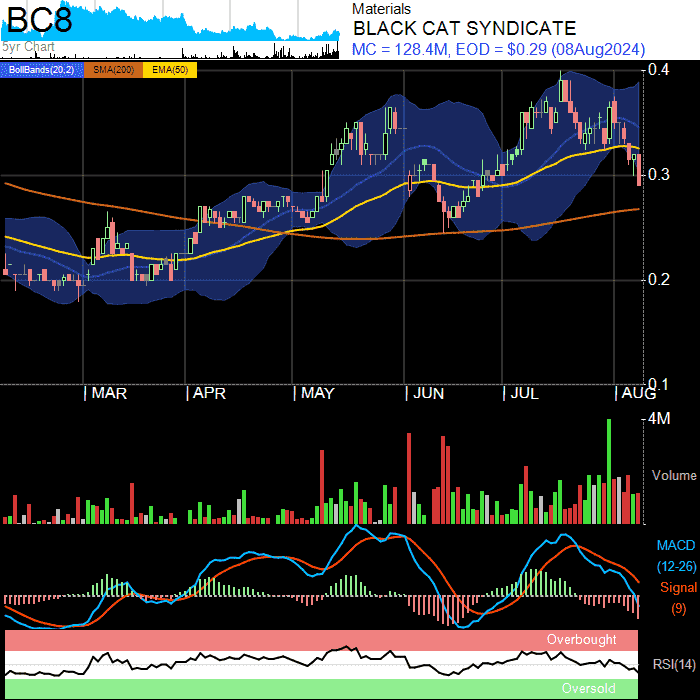 BC8
5yr Chart
Materials
BLACK CAT SYNDICATE
MC = 128.4M, EOD = $0.29 (08Aug2024)
BollBands(20,2) SMA(200) EMA(50)
0.4
0.3
0.2
0.1
| MAR | APR | MAY | JUN | JUL | AUG
4M
Volume
MACD
(12-26)
Signal
(9)
Overbought
RSI(14)
Oversold